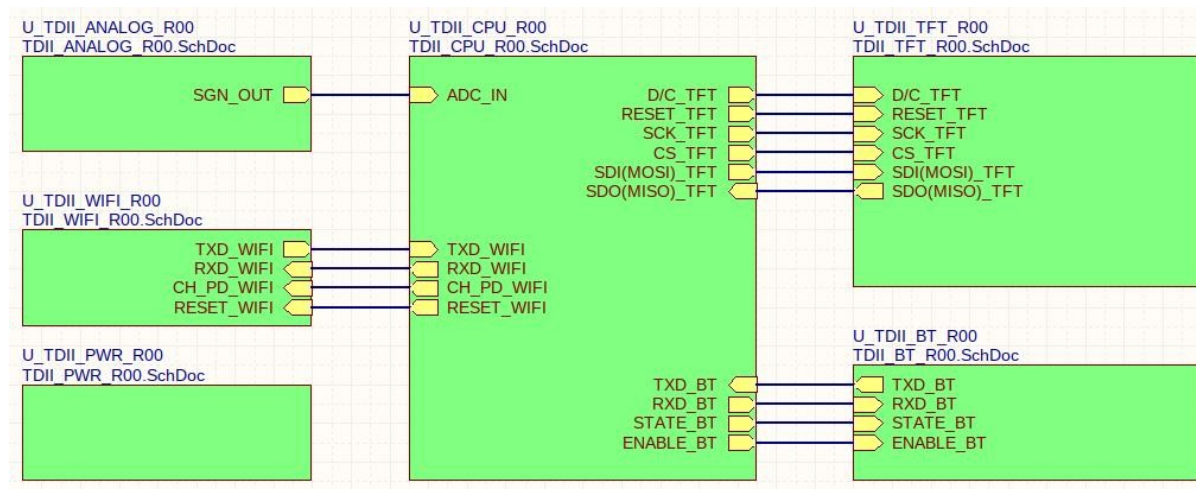 U_TDII_ANALOG_R00
TDII_ANALOG_R00.SchDoc
SGN_OUT
U_TDII_WIFI_R00
TDII_WIFI_R00.SchDoc
TXD_WIFI
RXD_WIFI
CH_PD_WIFI
RESET_WIFI
U_TDII_PWR_R00
TDII_PWR_R00.SchDoc
U_TDII_CPU_R00
TDII_CPU_R00.SchDoc
ADC_IN
TXD_WIFI
RXD_WIFI
CH_PD_WIFI
RESET_WIFI
D/C_TFT
RESET_TFT
SCK_TFT
CS_TFT
SDI(MOSI)_TFT
SDO(MISO)_TFT
TXD_BT
RXD_BT
STATE_BT
ENABLE_BT
U_TDII_TFT_R00
TDII_TFT_R00.SchDoc
D/C_TFT
RESET_TFT
SCK_TFT
CS_TFT
SDI(MOSI)_TFT
SDO(MISO)_TFT
U_TDII_BT_R00
TDII_BT_R00.SchDoc
TXD_BT
RXD_BT
STATE_BT
ENABLE_BT